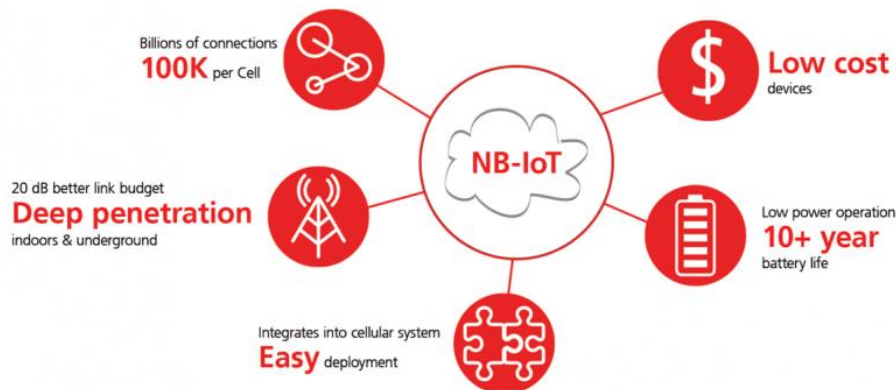 Billions of connections
100K per Cell
$
Low cost
devices
NB-IoT
20 dB better link budget
Deep penetration
indoors & underground
Low power operation
10+ year
battery life
Integrates into cellular system
Easy deployment